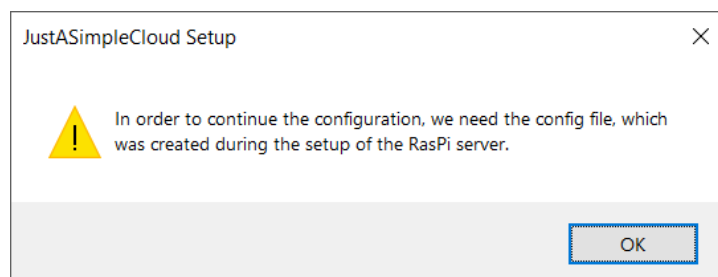 JustASimpleCloud Setup
In order to continue the configuration, we need the config file, which
was created during the setup of the RasPi server.
OK